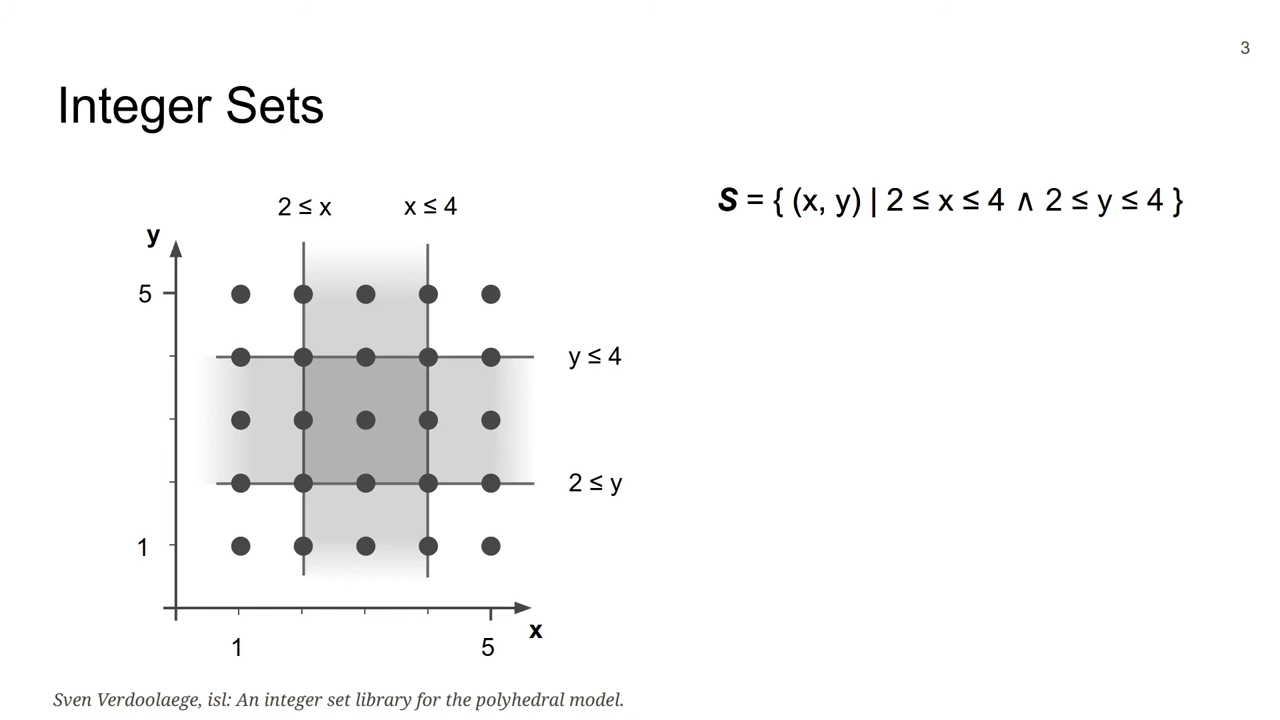 3
Integer Sets
S = { (x, y) | 2 ≤ x ≤ 4 ∧ 2 ≤ y ≤ 4 }
2 ≤ x
x ≤ 4
y
5
y ≤ 4
2 ≤ y
1
x
1
5
Sven Verdoolaege, isl: An integer set library for the polyhedral model.